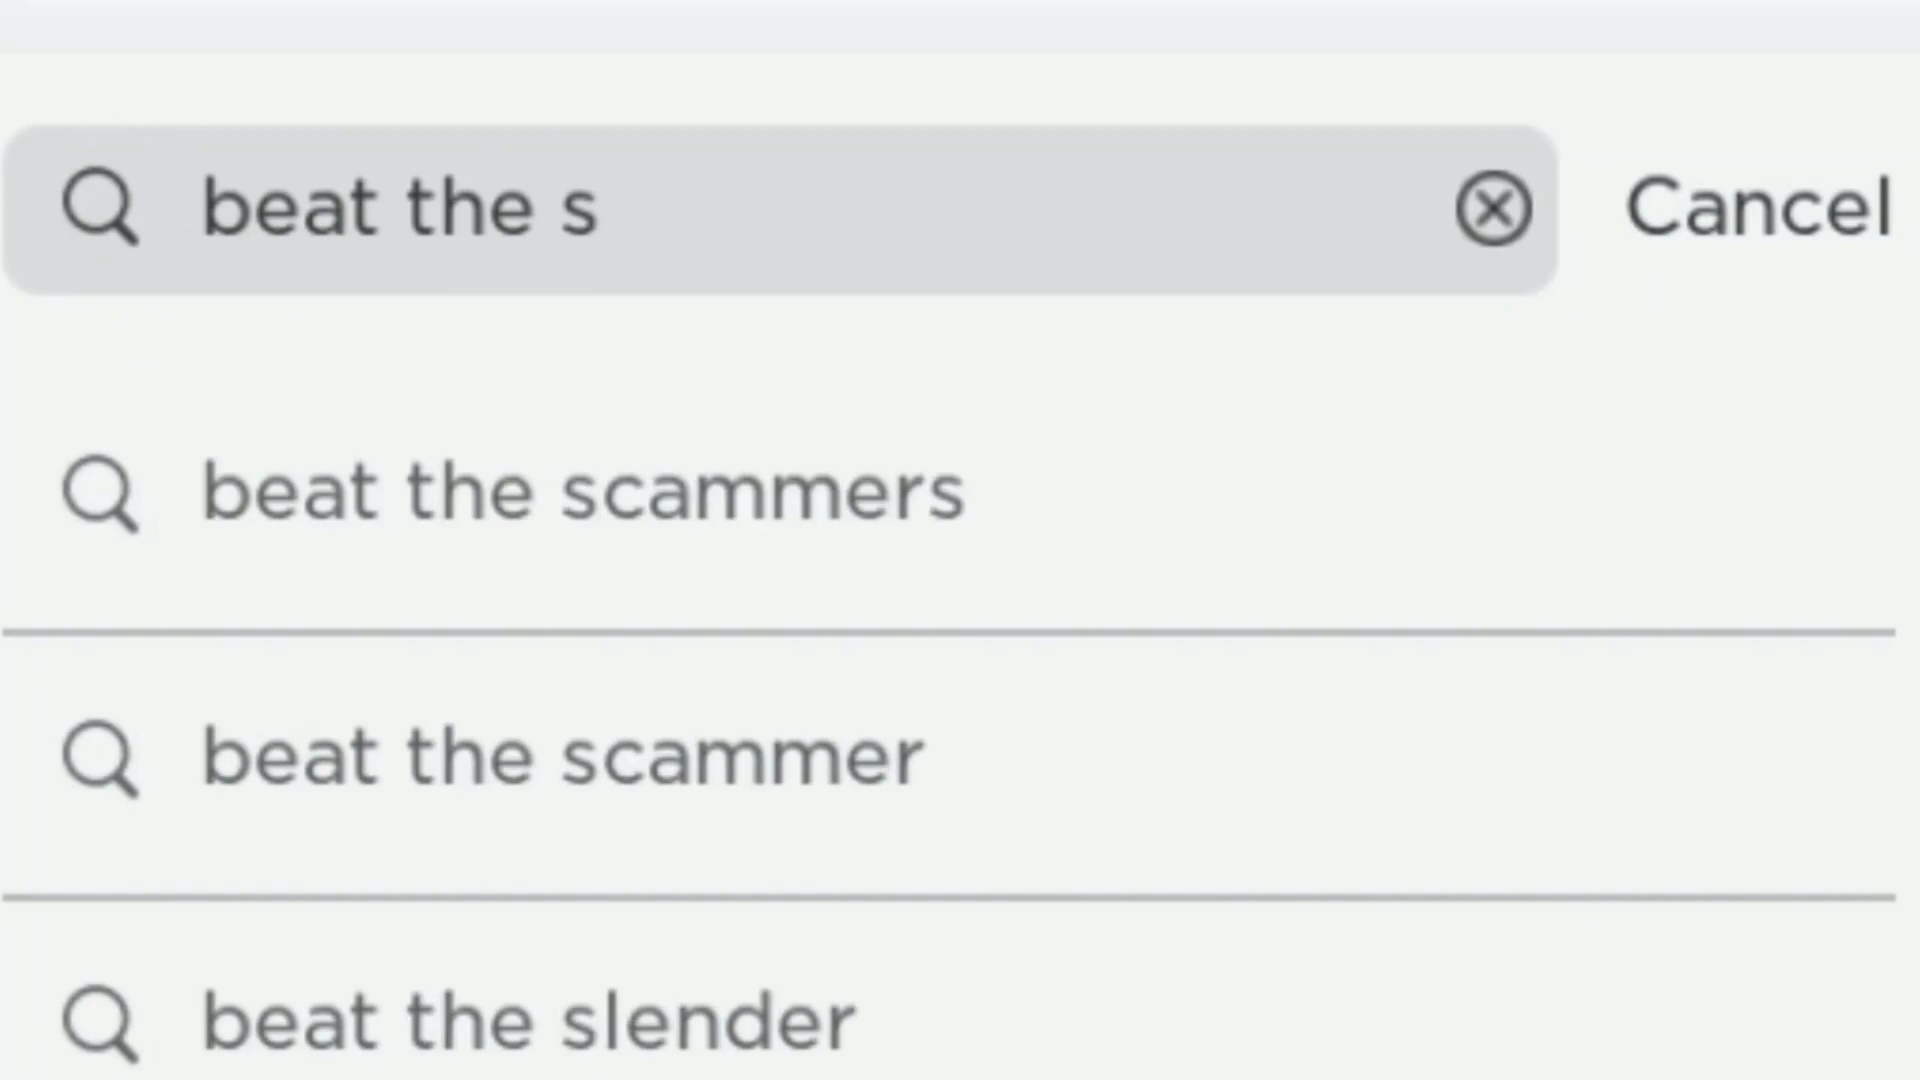 beat the s Cancel
beat the scammers
beat the scammer
beat the slender